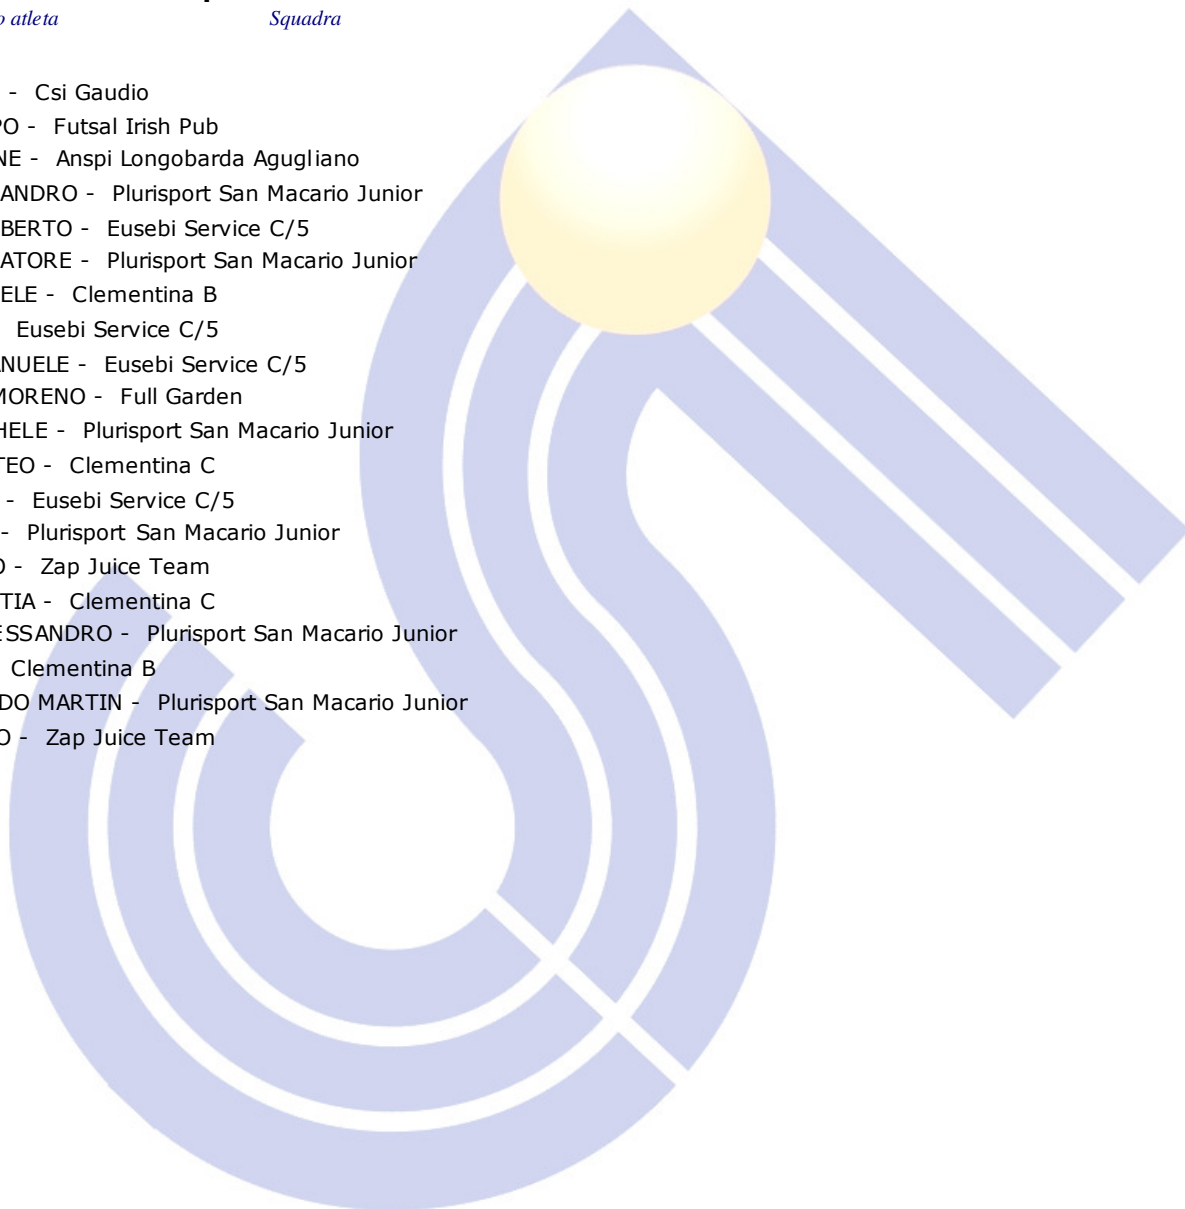 o atleta Squadra
- Csi Gaudio
PO - Futsal Irish Pub
NE - Anspi Longobarda Agugliano
ANDRO - Plurisport San Macario Junior
BERTO - Eusebi Service C/5
ATORE - Plurisport San Macario Junior
ELE - Clementina B
Eusebi Service C/5
ANUELE - Eusebi Service C/5
MORENO - Full Garden
HELE - Plurisport San Macario Junior
TEO - Clementina C
- Eusebi Service C/5
- Plurisport San Macario Junior
O - Zap Juice Team
TIA - Clementina C
ESSANDRO - Plurisport San Macario Junior
Clementina B
DO MARTIN - Plurisport San Macario Junior
O - Zap Juice Team